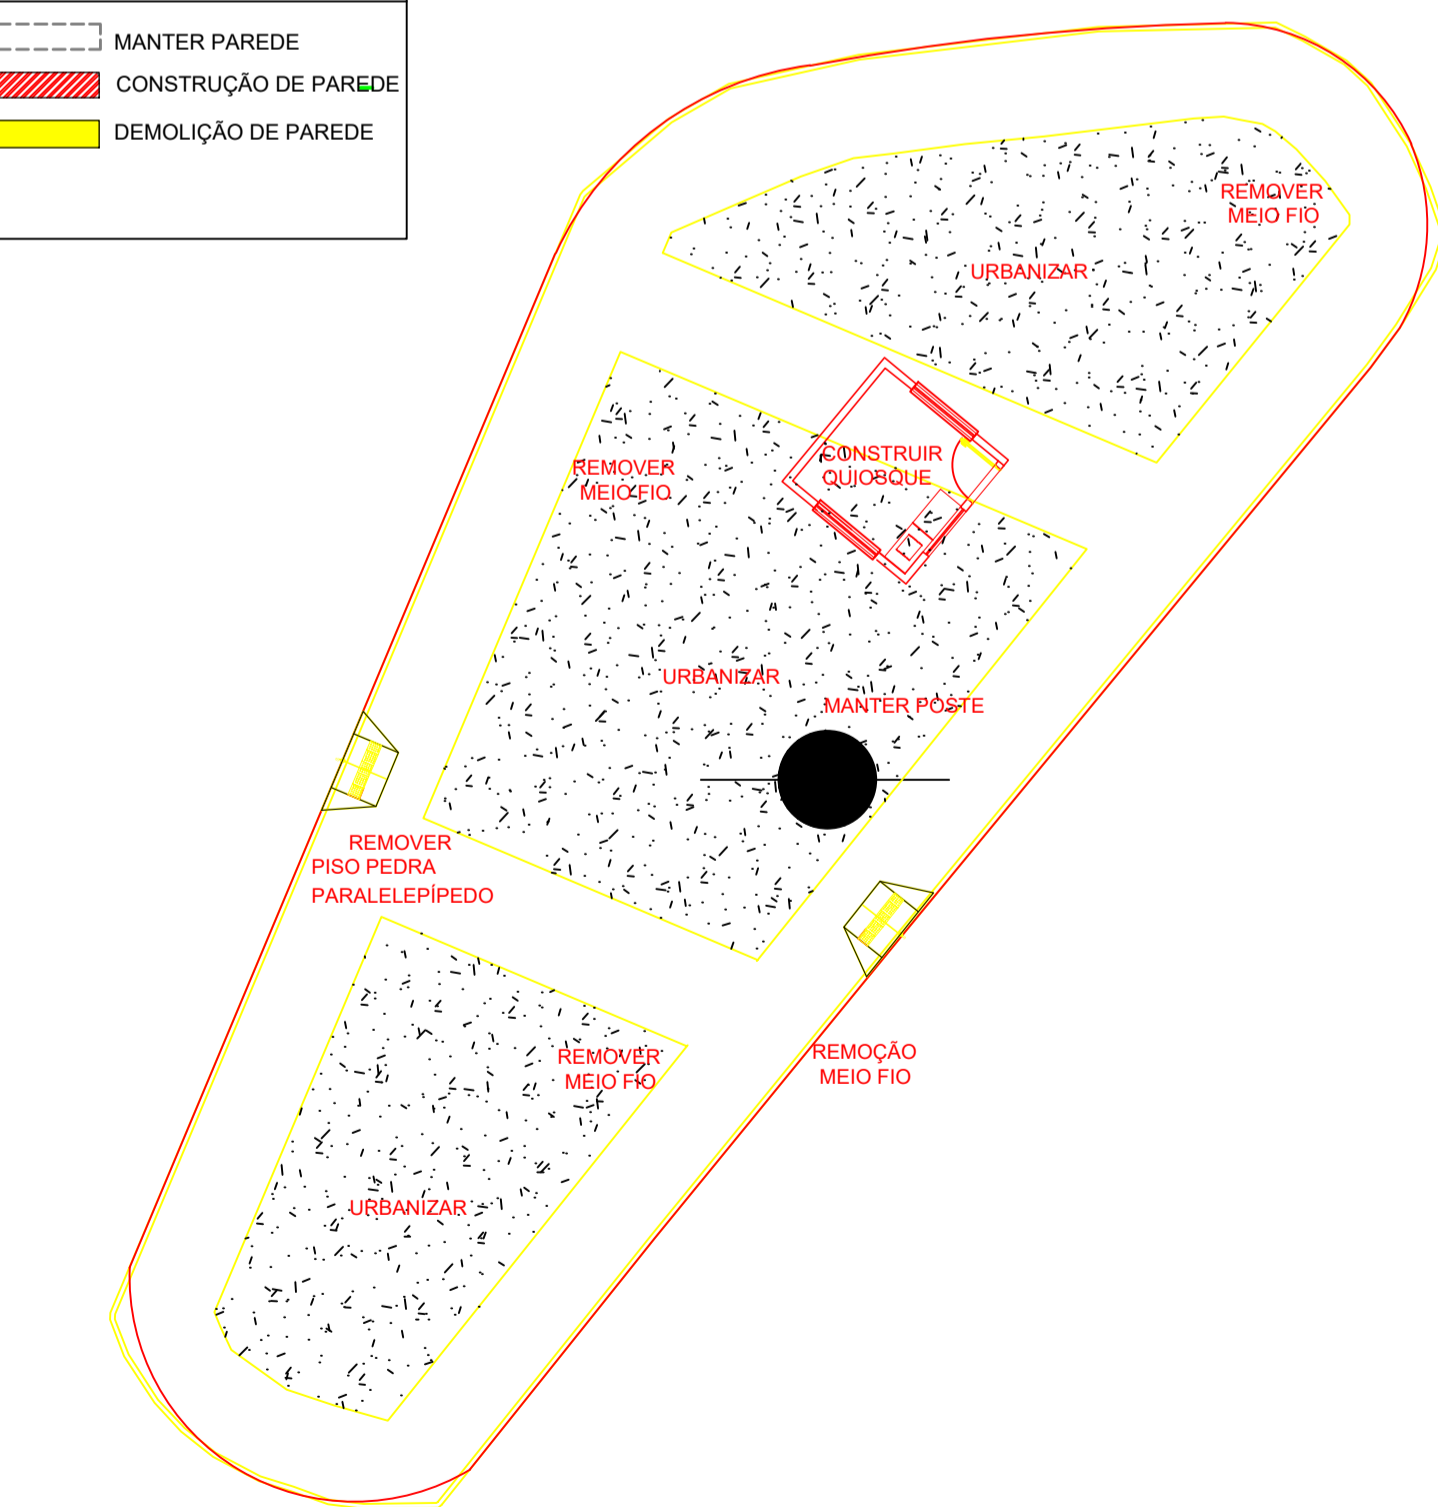 MANTER PAREDE
CONSTRUÇÃO DE PAREDE
DEMOLIÇÃO DE PAREDE
REMOVER
MEIO FIO
URBANIZAR
CONSTRUIR
QUIOSQUE
REMOVER
MEIO FIO
URBANIZAR
MANTER POSTE
REMOVER
PISO PEDRA
PARALELEPÍPEDO
REMOVER
MEIO FIO
REMOÇÃO
MEIO FIO
URBANIZAR